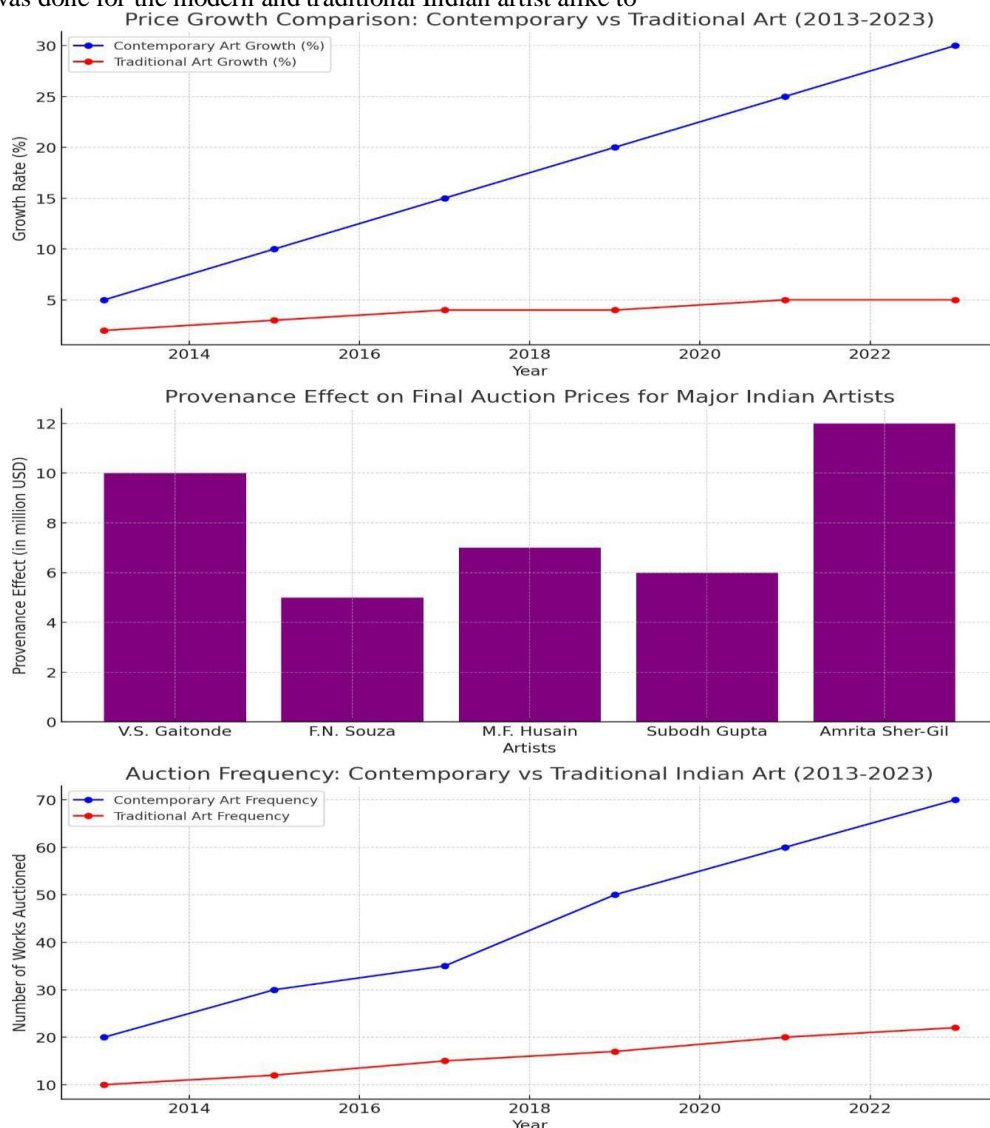 was done for the modern and traditional Indian artist alike to
Price Growth Comparison: Contemporary vs Traditional Art (2013-2023)
Contemporary Art Growth (%)
Traditional Art Growth (%)
30
25
20
15
10
5
Growth Rate (%)
2014 2016 2018 2020 2022
Year
Provenance Effect on Final Auction Prices for Major Indian Artists
12
10
8
6
4
2
0
Provenance Effect (in million USD)
V.S. Gaitonde F.N. Souza M.F. Husain Subodh Gupta Amrita Sher-Gil
Artists
Auction Frequency: Contemporary vs Traditional Indian Art (2013-2023)
Contemporary Art Frequency
Traditional Art Frequency
70
60
50
40
30
20
10
Number of Works Auctioned
2014 2016 2018 2020 2022
Year